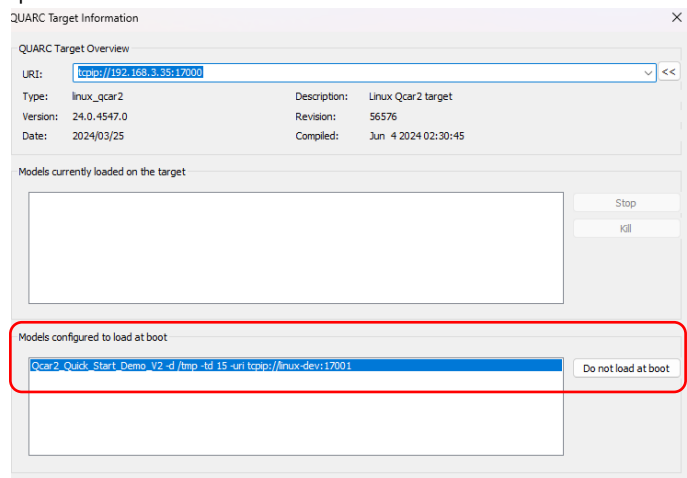 QUARC Target Information
QUARC Target Overview
URI: tcpip://192.168.3.35:17000 <<
Type: linux_qcar2 Description: Linux Qcar2 target
Version: 24.0.4547.0 Revision: 56576
Date: 2024/03/25 Compiled: Jun 4 2024 02:30:45
Models currently loaded on the target
Stop
Kill
Models configured to load at boot
Qcar2_Quick_Start_Demo_V2 -d /tmp -td 15 -uri tcpip://linux-dev:17001
Do not load at boot